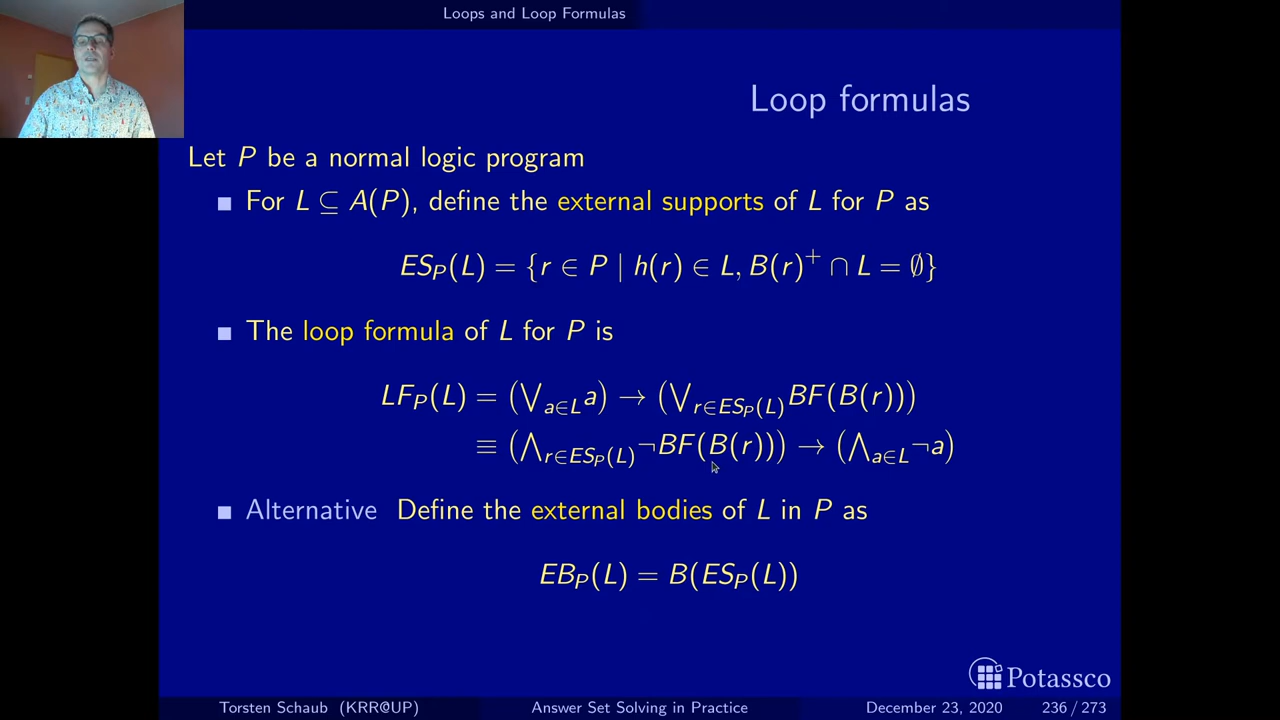 Loops and Loop Formulas
Loop formulas
Let P be a normal logic program
■ For L ⊆ A(P), define the external supports of L for P as
ES_P(L) = {r ∈ P | h(r) ∈ L, B(r)⁺ ∩ L = ∅}
■ The loop formula of L for P is
LF_P(L) = (⋁_{a∈L} a) → (⋁_{r∈ES_P(L)} BF(B(r)))
≡ (⋀_{r∈ES_P(L)} ¬BF(B(r))) → (⋀_{a∈L} ¬a)
■ Alternative Define the external bodies of L in P as
EB_P(L) = B(ES_P(L))
Potassco
Torsten Schaub (KRR@UP) Answer Set Solving in Practice December 23, 2020 236 / 273